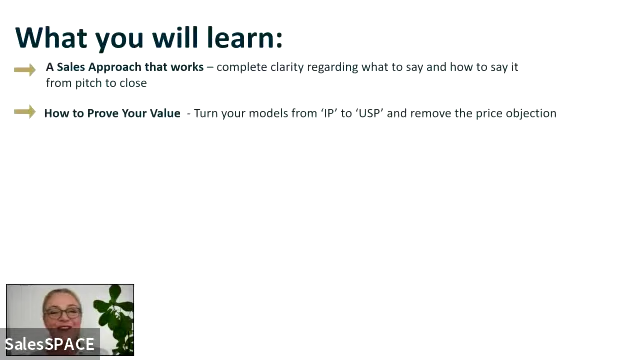 What you will learn:
A Sales Approach that works – complete clarity regarding what to say and how to say it
from pitch to close
How to Prove Your Value - Turn your models from ‘IP’ to ‘USP’ and remove the price objection
SalesSPACE